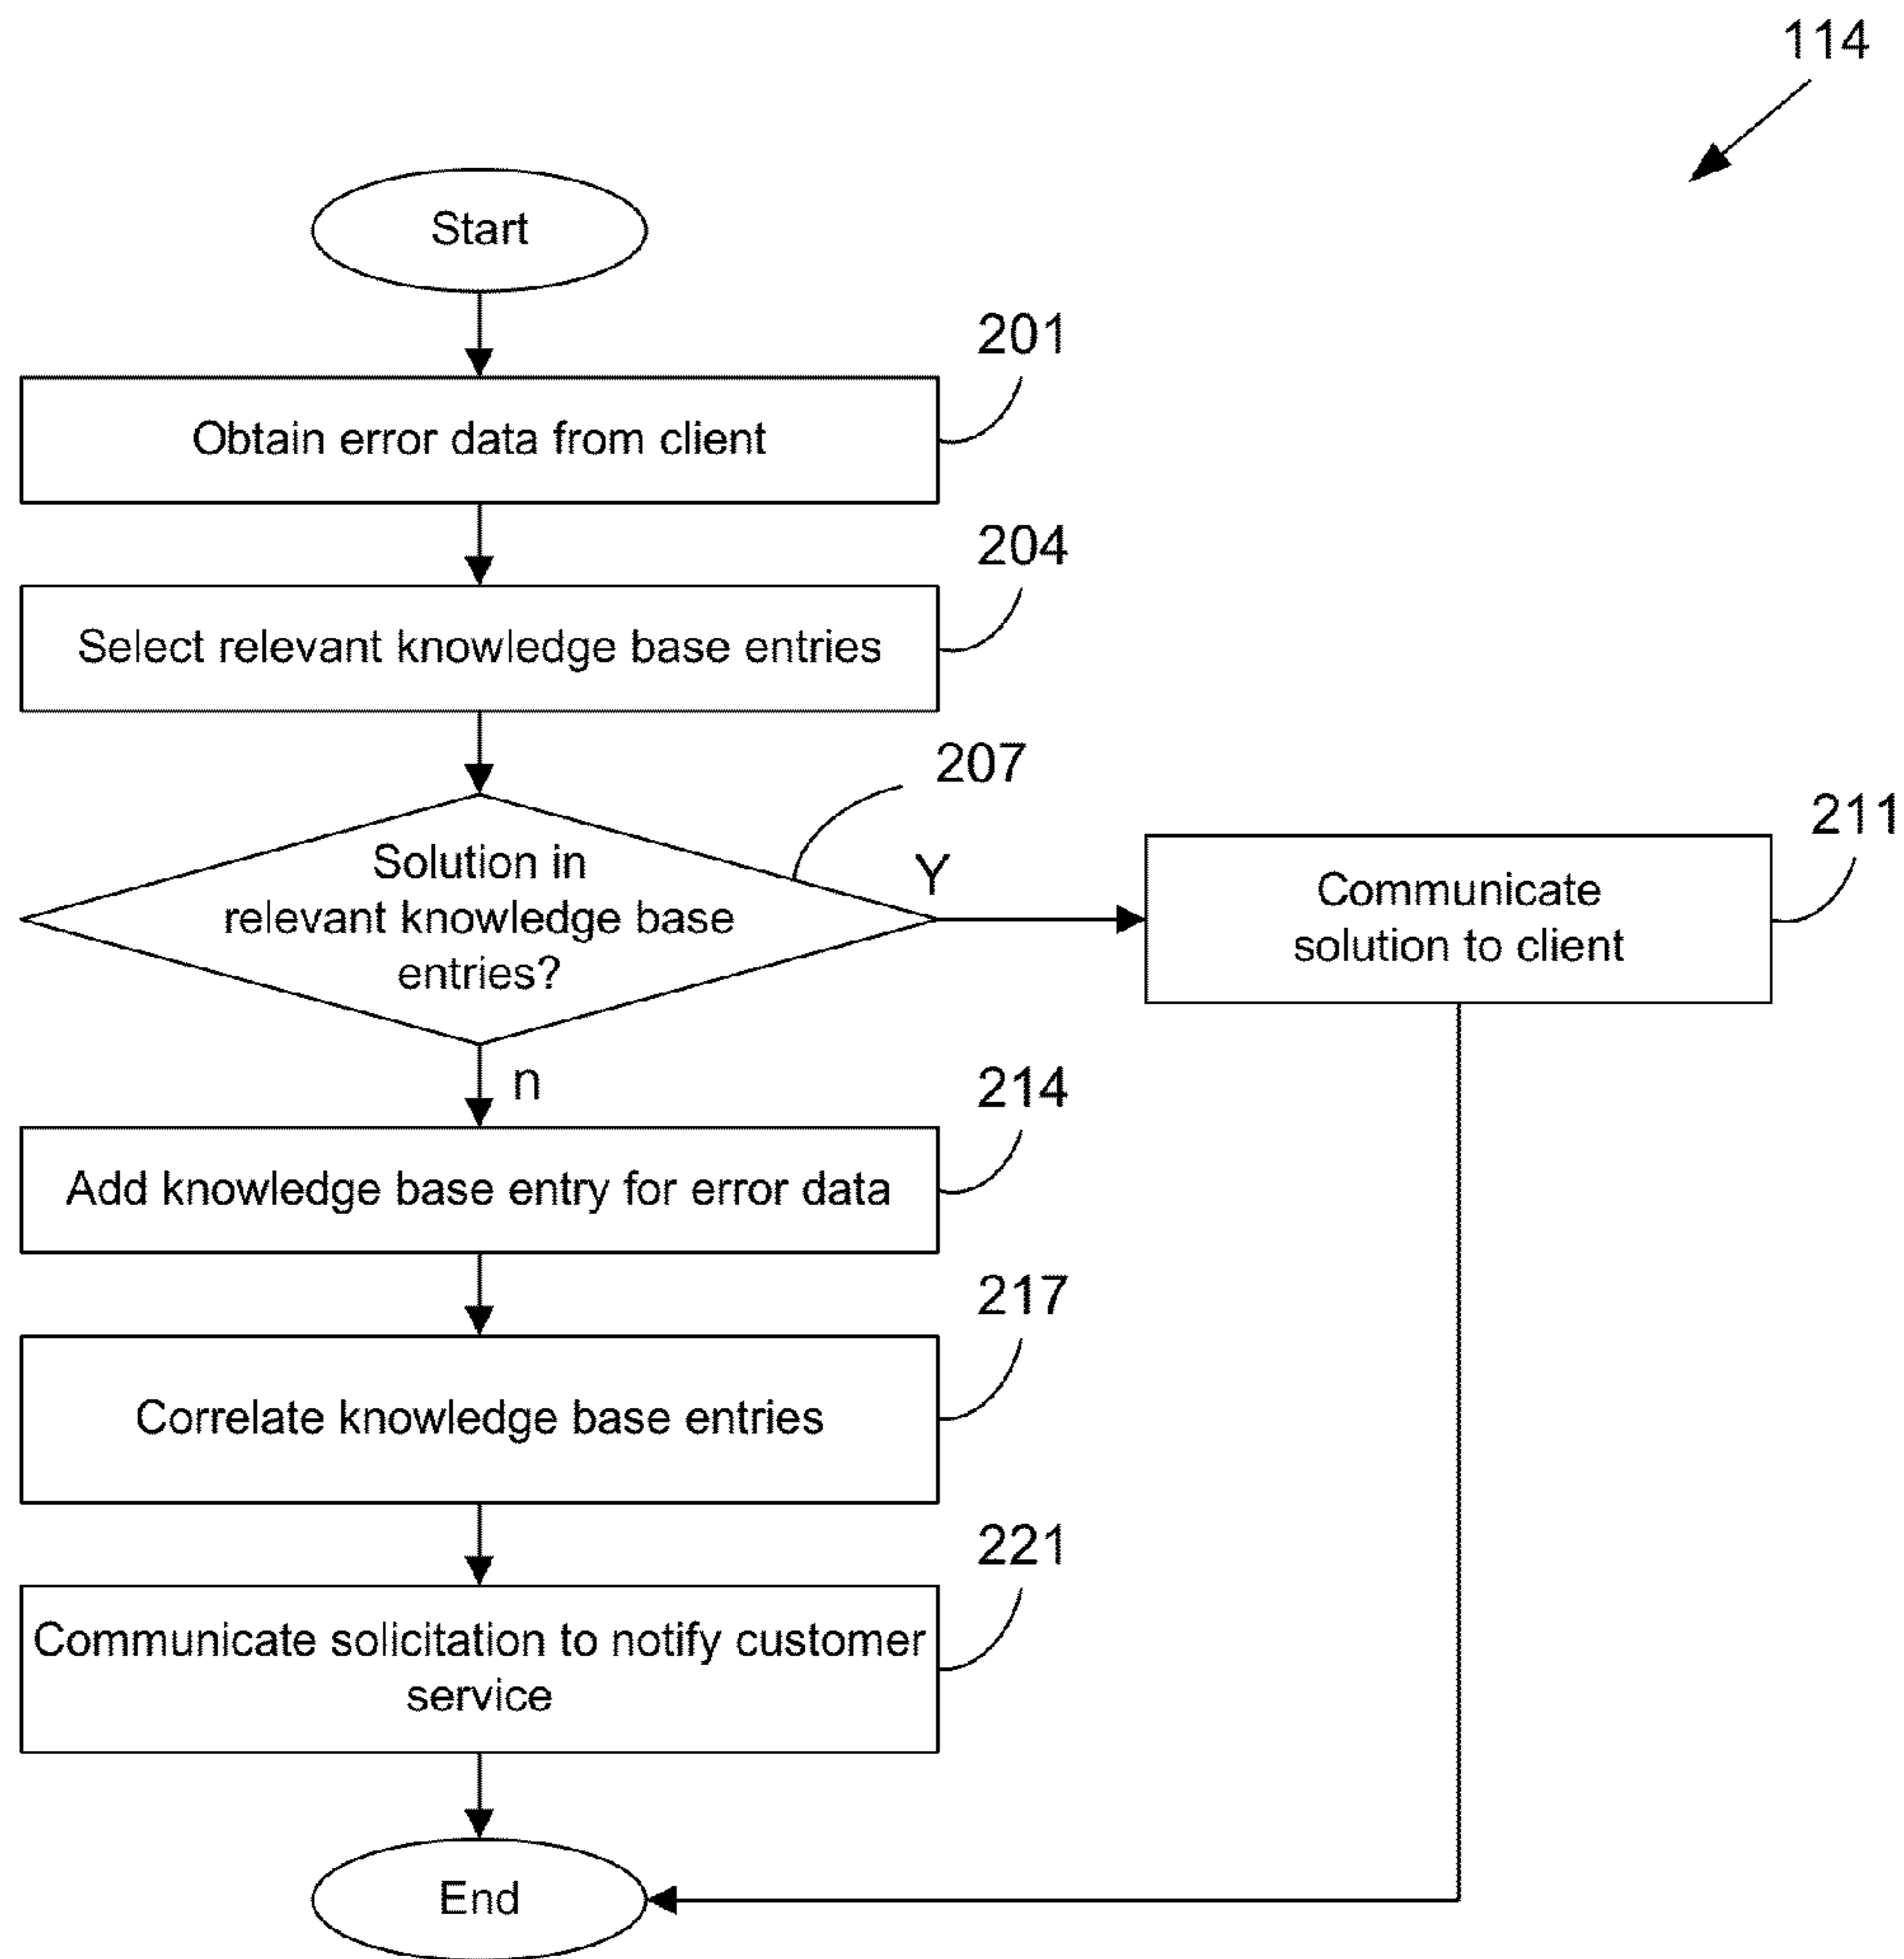 114
Start
201
Obtain error data from client
204
Select relevant knowledge base entries
207
Solution in
relevant knowledge base
entries?
Y
211
Communicate
solution to client
n
214
Add knowledge base entry for error data
217
Correlate knowledge base entries
221
Communicate solicitation to notify customer
service
End